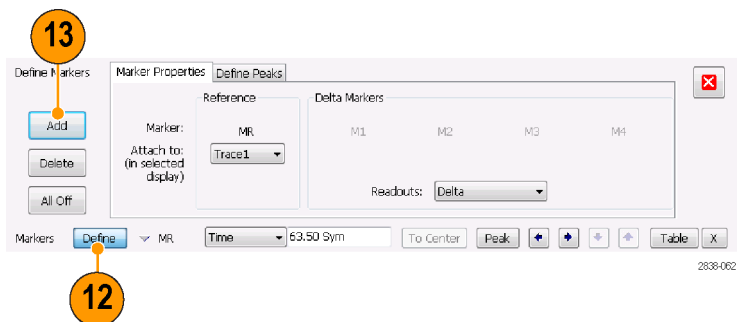 13
Define Markers
Marker Properties
Define Peaks
Reference
Delta Markers
Add
Marker:
MR
M1
M2
M3
M4
Attach to:
(in selected
display)
Trace1
Delete
Readouts:
Delta
All Off
Markers
Define
MR
Time
63.50 Sym
To Center
Peak
Table
X
2838-062
12